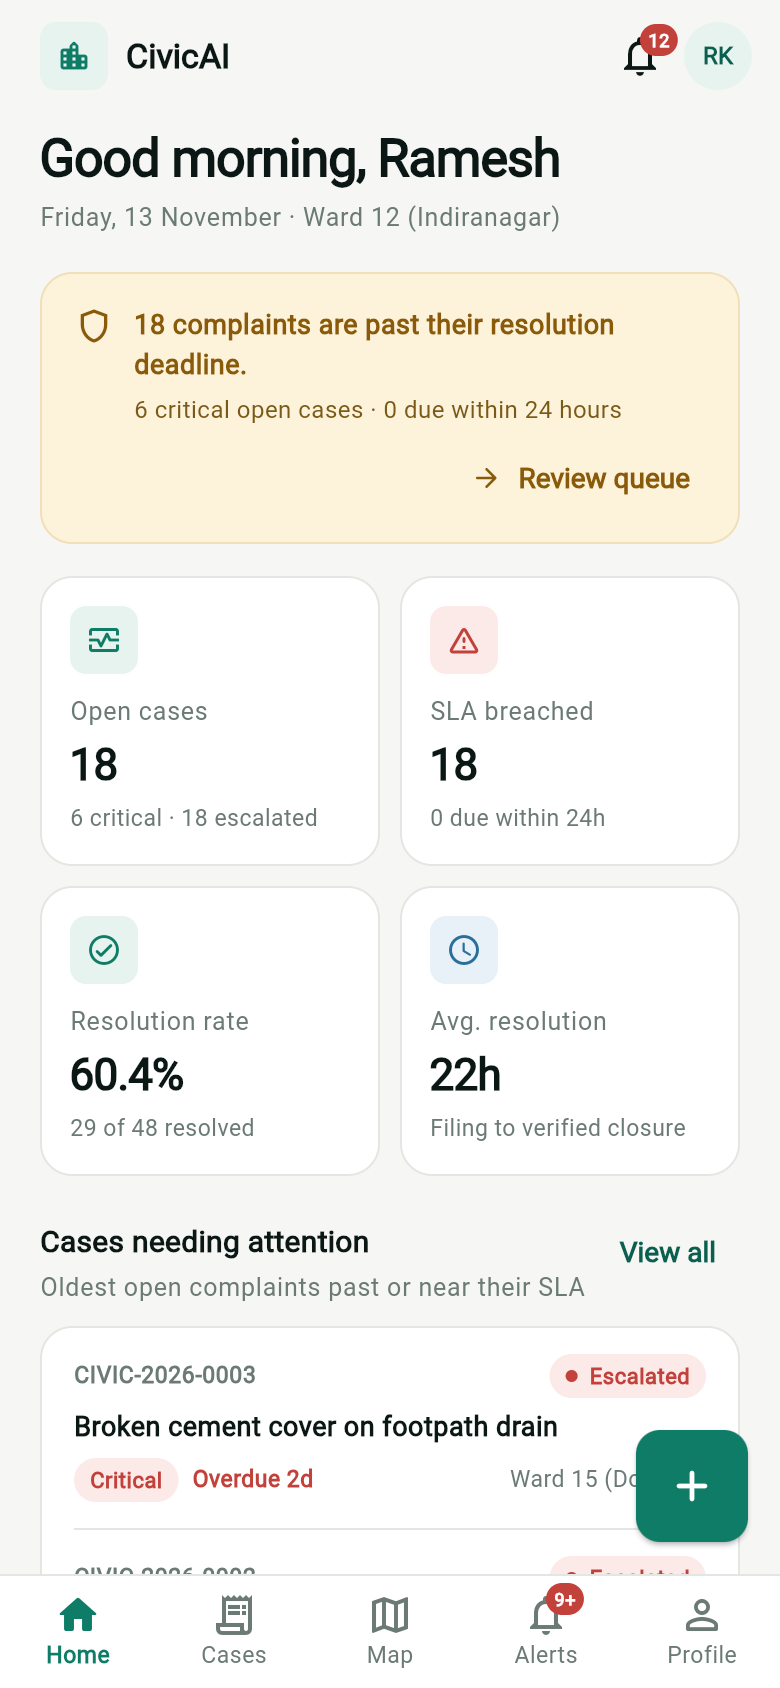 CivicAI
12
RK
Good morning, Ramesh
Friday, 13 November · Ward 12 (Indiranagar)
18 complaints are past their resolution
deadline.
6 critical open cases · 0 due within 24 hours
→ Review queue
Open cases
18
6 critical · 18 escalated
SLA breached
18
0 due within 24h
Resolution rate
60.4%
29 of 48 resolved
Avg. resolution
22h
Filing to verified closure
Cases needing attention
View all
Oldest open complaints past or near their SLA
CIVIC-2026-0003
Escalated
Broken cement cover on footpath drain
Critical
Overdue 2d
Ward 15
9+
Home
Cases
Map
Alerts
Profile